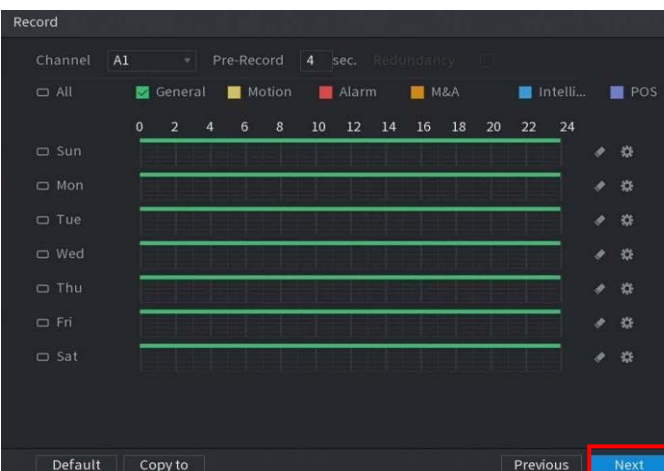 Record
Channel A1 Pre-Record 4 sec. Redundancy
All General Motion Alarm M&A Intelli... POS
0 2 4 6 8 10 12 14 16 18 20 22 24
Sun
Mon
Tue
Wed
Thu
Fri
Sat
Default Copy to Previous Next